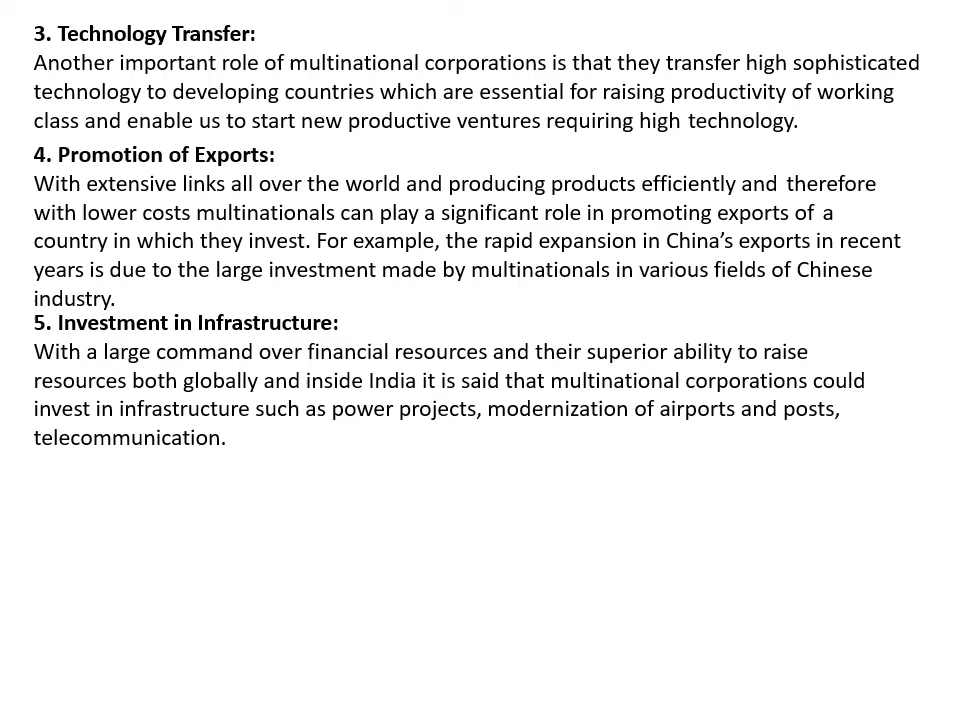 3. Technology Transfer:
Another important role of multinational corporations is that they transfer high sophisticated
technology to developing countries which are essential for raising productivity of working
class and enable us to start new productive ventures requiring high technology.
4. Promotion of Exports:
With extensive links all over the world and producing products efficiently and therefore
with lower costs multinationals can play a significant role in promoting exports of a
country in which they invest. For example, the rapid expansion in China’s exports in recent
years is due to the large investment made by multinationals in various fields of Chinese
industry.
5. Investment in Infrastructure:
With a large command over financial resources and their superior ability to raise
resources both globally and inside India it is said that multinational corporations could
invest in infrastructure such as power projects, modernization of airports and posts,
telecommunication.